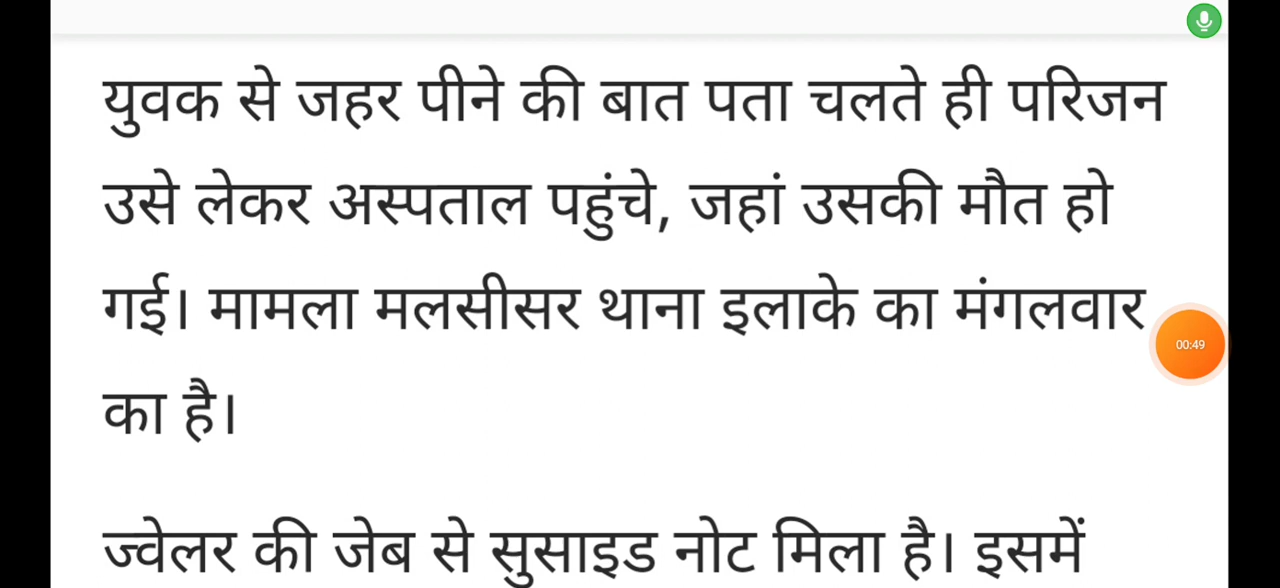 युवक से जहर पीने की बात पता चलते ही परिजन
उसे लेकर अस्पताल पहुंचे, जहां उसकी मौत हो
गई। मामला मलसीसर थाना इलाके का मंगलवार
00:49
का है।
ज्वेलर की जेब से सुसाइड नोट मिला है। इसमें